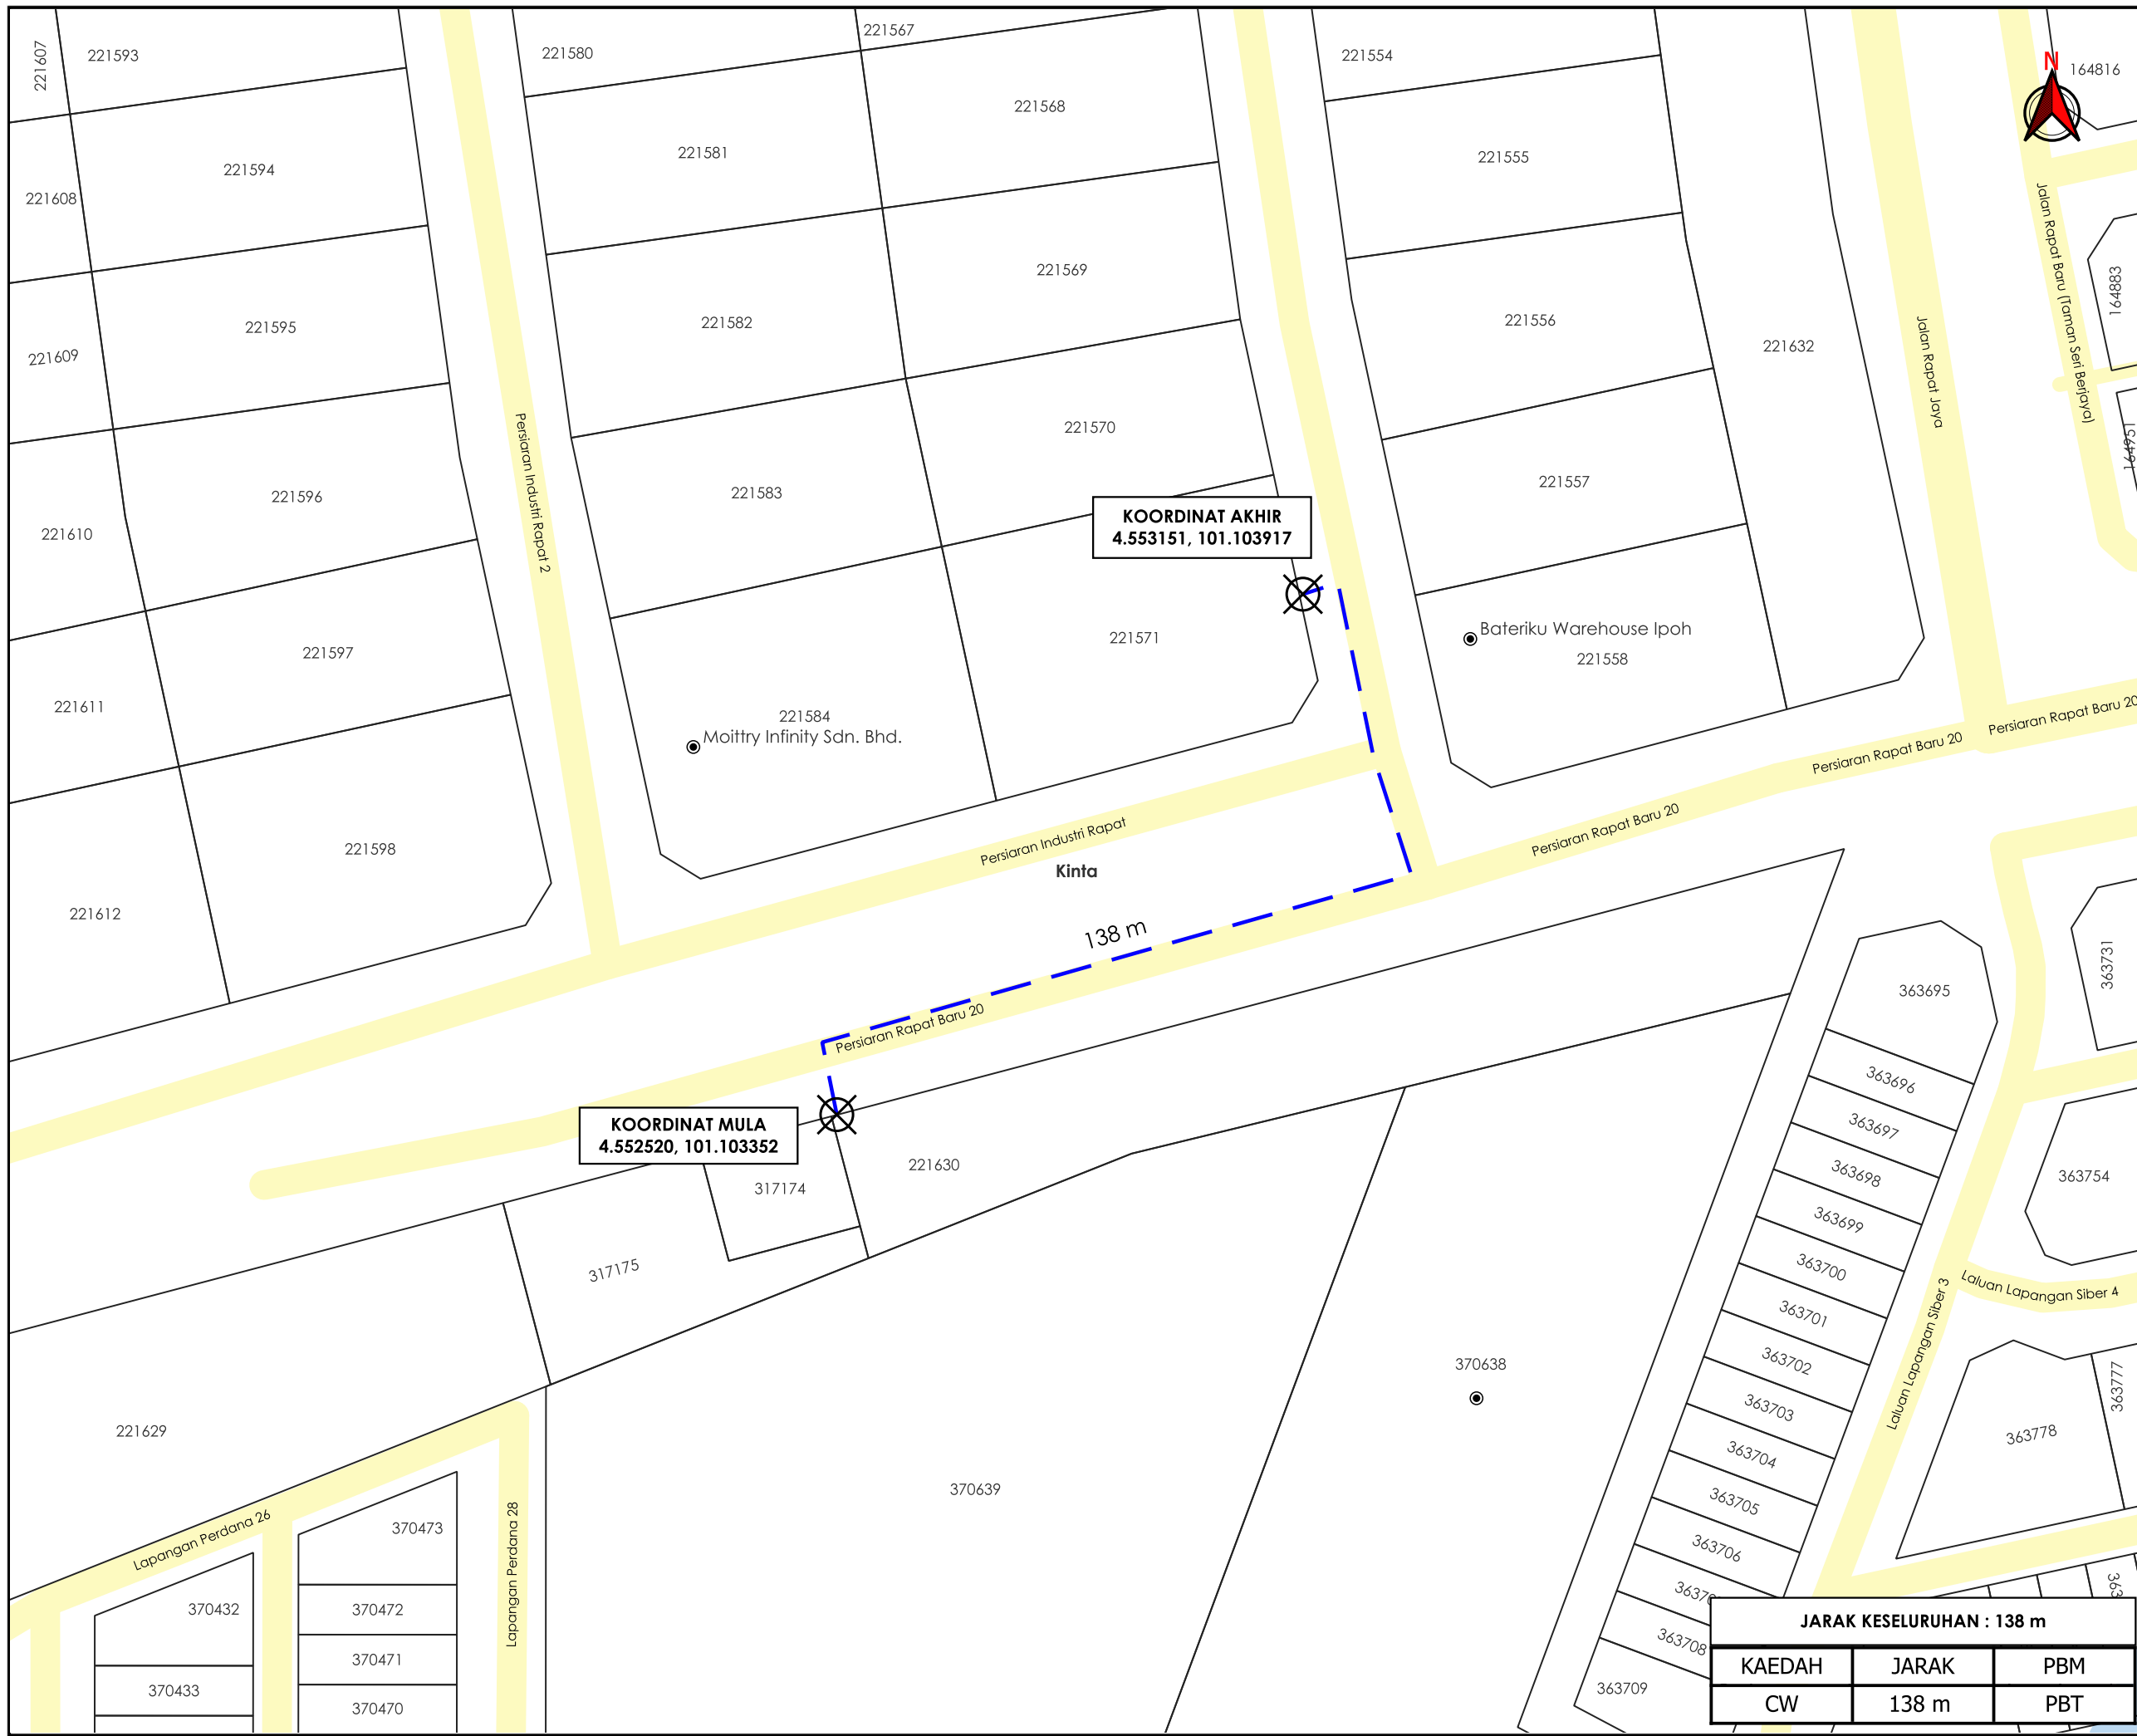 221607
221593
221580
221567
221554
N
164816
221568
221581
221555
221594
221608
Jalan Rapat Baru (Taman Seri Berjaya)
164883
221569
221582
221556
221595
221609
221632
Jalan Rapat Jaya
221570
164951
Persiaran Industri Rapat 2
221596
221583
221557
221610
KOORDINAT AKHIR
4.553151, 101.103917
Bateriku Warehouse Ipoh
221558
221571
221597
221611
221584
Moittry Infinity Sdn. Bhd.
Persiaran Rapat Baru 20
Persiaran Rapat Baru 20
Persiaran Rapat Baru 20
Persiaran Industri Rapat
Kinta
221598
221612
138 m
363731
363695
Persiaran Rapat Baru 20
363696
KOORDINAT MULA
4.552520, 101.103352
363697
221630
317174
363698
363754
363699
317175
363700
Laluan Lapangan Siber 4
363701
Laluan Lapangan Siber 3
363702
370638
363777
363703
221629
363778
363704
370639
363705
370473
Lapangan Perdana 26
Lapangan Perdana 28
363706
370432
370472
363708
370471
370433
363709
370470
JARAK KESELURUHAN : 138 m
KAEDAH JARAK PBM
CW 138 m PBT